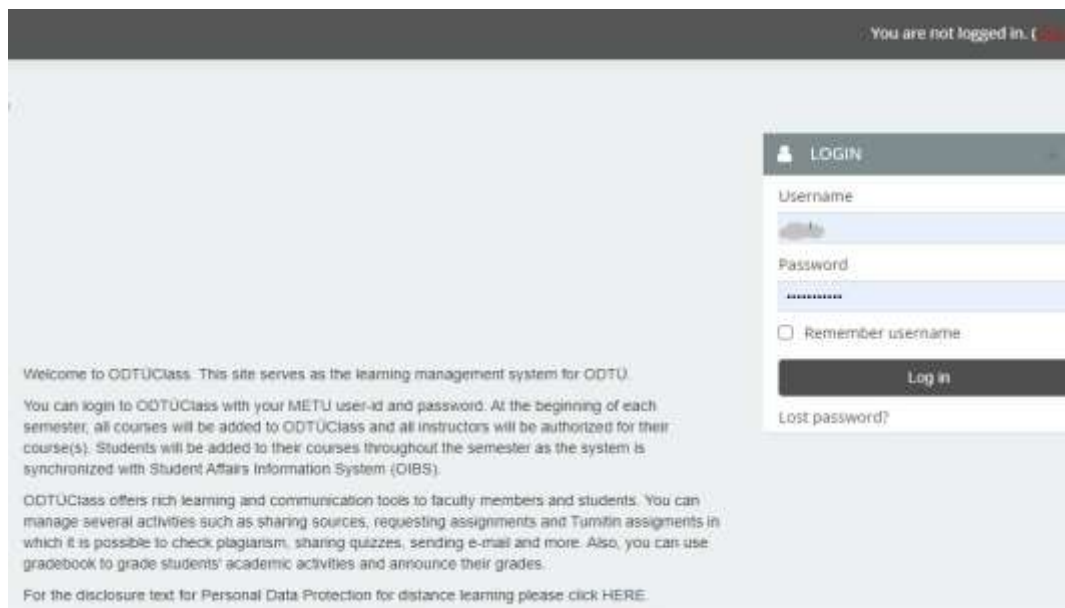 You are not logged in. (
LOGIN
Username
Password
Remember username
Log in
Lost password?
Welcome to ODTÜClass. This site serves as the learning management system for ODTÜ.
You can login to ODTÜClass with your METU user-id and password. At the beginning of each
semester, all courses will be added to ODTÜClass and all instructors will be authorized for their
course(s). Students will be added to their courses throughout the semester as the system is
synchronized with Student Affairs Information System (OIBS).
ODTÜClass offers rich learning and communication tools to faculty members and students. You can
manage several activities such as sharing sources, requesting assignments and Turnitin assigments in
which it is possible to check plagiarism, sharing quizzes, sending e-mail and more. Also, you can use
gradebook to grade students' academic activities and announce their grades.
For the disclosure text for Personal Data Protection for distance learning please click HERE.